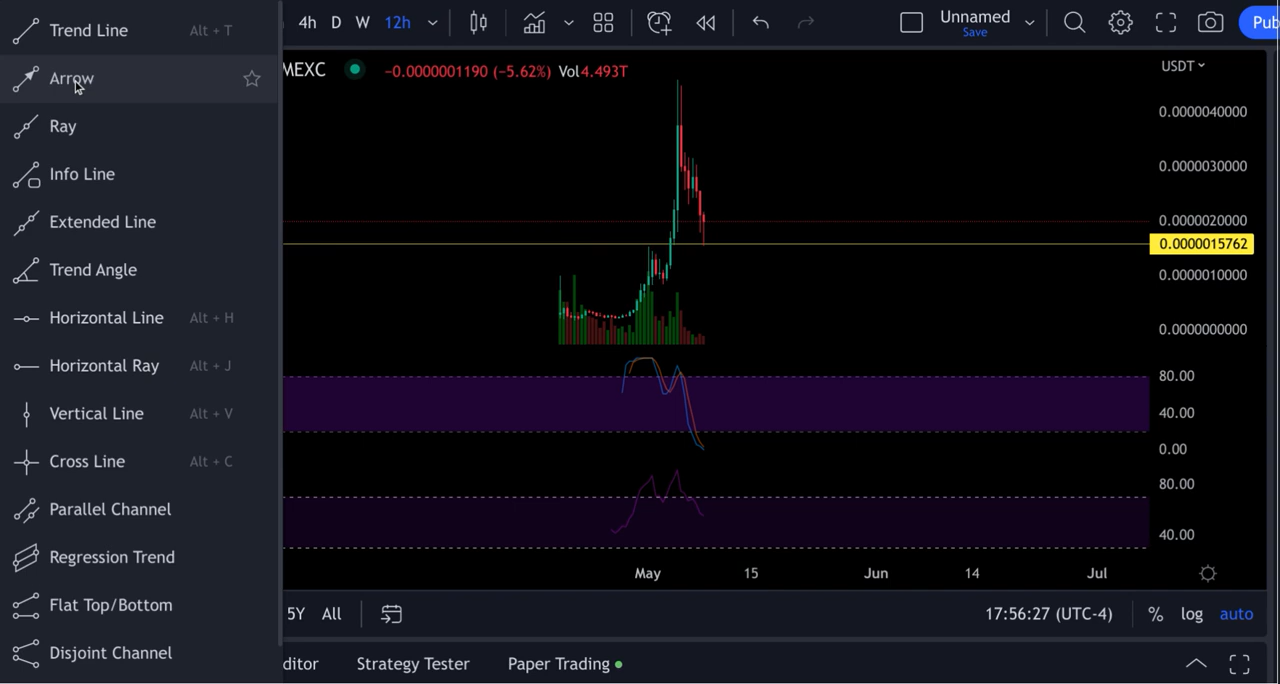 Trend Line Alt + T
Arrow
Ray
Info Line
Extended Line
Trend Angle
Horizontal Line Alt + H
Horizontal Ray Alt + J
Vertical Line Alt + V
Cross Line Alt + C
Parallel Channel
Regression Trend
Flat Top/Bottom
Disjoint Channel
4h D W 12h
Unnamed
Save
Pub
MEXC −0.0000001190 (−5.62%) Vol4.493T
USDT
0.0000040000
0.0000030000
0.0000020000
0.0000015762
0.0000010000
0.0000000000
80.00
40.00
0.00
80.00
40.00
May 15 Jun 14 Jul
5Y All
17:56:27 (UTC-4) % log auto
ditor Strategy Tester Paper Trading